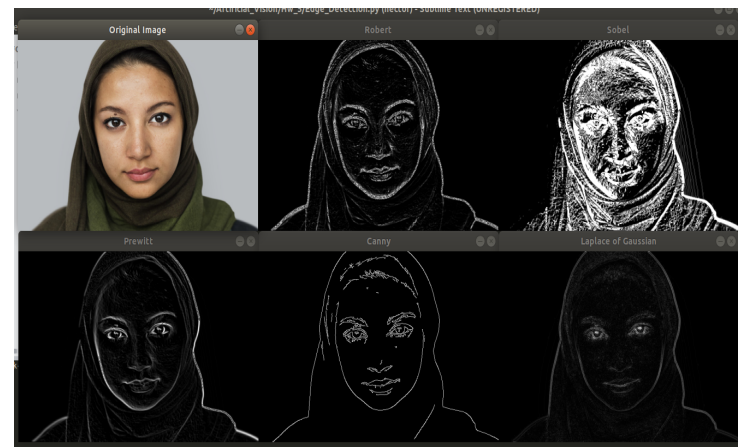 ~/Artificial_Vision/Hw_3/Edge_Detection.py (hector) - Sublime Text (UNREGISTERED)
Original Image
Robert
Sobel
Prewitt
Canny
Laplace of Gaussian